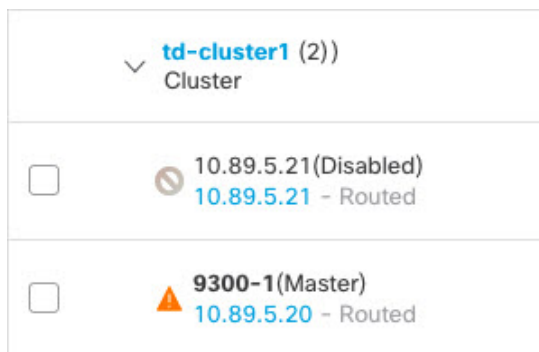 td-cluster1 (2))
Cluster
10.89.5.21(Disabled)
10.89.5.21 - Routed
9300-1(Master)
10.89.5.20 - Routed